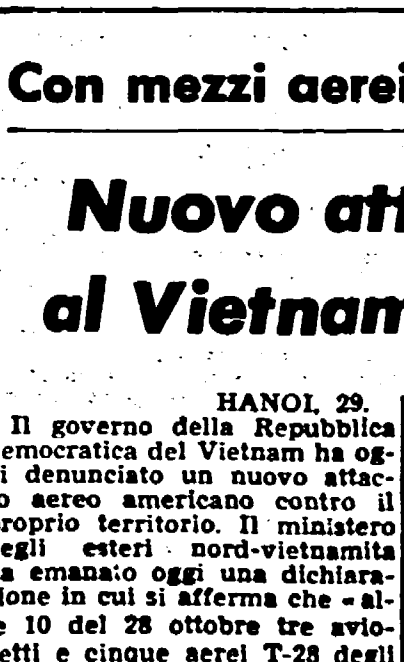 Con mezzi aerei
Nuovo att
al Vietnam
HANOI, 29.
Il governo della Repubblica
emocratica del Vietnam ha og-
i denunciato un nuovo attac-
o aereo americano contro il
roprio territorio. Il ministero
egli esteri nord-vietnamita
a emanato oggi una dichiara-
ione in cui si afferma che « al-
e 10 del 28 ottobre tre avio-
etti e cinque aerei T-28 degli